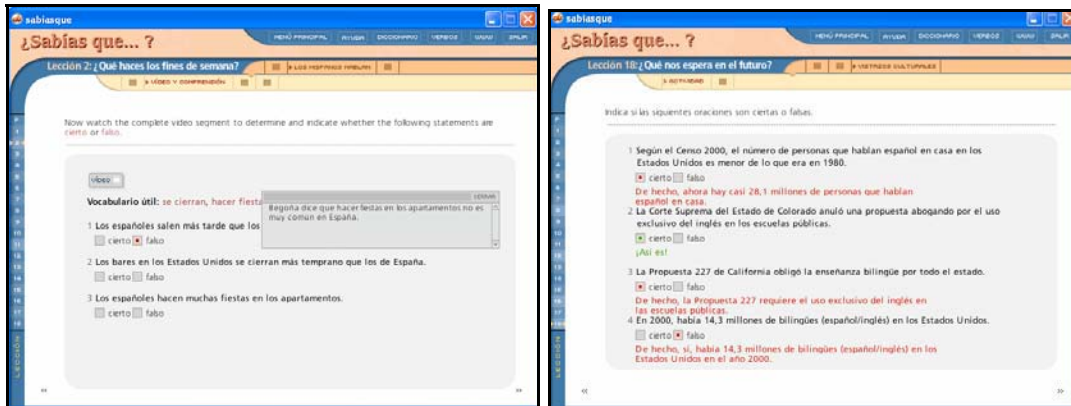 sabiasque
¿Sabías que... ?
MENÚ PRINCIPAL AYUDA DICCIONARIO VERBOS WWW SALIR
Lección 2: ¿Qué haces los fines de semana?
LOS HISPANOS HABLAN
VÍDEO Y COMPRENSIÓN
Now watch the complete video segment to determine and indicate whether the following statements are
cierto or falso.
vídeo
CERRAR
Vocabulario útil: se cierran, hacer fiesta
Begoña dice que hacer fiestas en los apartamentos no es
muy común en España.
1 Los españoles salen más tarde que los
cierto falso
2 Los bares en los Estados Unidos se cierran más temprano que los de España.
cierto falso
3 Los españoles hacen muchas fiestas en los apartamentos.
cierto falso
LECCIÓN
sabiasque
¿Sabías que... ?
MENÚ PRINCIPAL AYUDA DICCIONARIO VERBOS WWW SALIR
Lección 18: ¿Qué nos espera en el futuro?
VISTAZOS CULTURALES
ACTIVIDAD
Indica si las siguientes oraciones son ciertas o falsas.
1 Según el Censo 2000, el número de personas que hablan español en casa en los
Estados Unidos es menor de lo que era en 1980.
cierto falso
De hecho, ahora hay casi 28,1 millones de personas que hablan
español en casa.
2 La Corte Suprema del Estado de Colorado anuló una propuesta abogando por el uso
exclusivo del inglés en los escuelas públicas.
cierto falso
¡Así es!
3 La Propuesta 227 de California obligó la enseñanza bilingüe por todo el estado.
cierto falso
De hecho, la Propuesta 227 requiere el uso exclusivo del inglés en
las escuelas públicas.
4 En 2000, había 14,3 millones de bilingües (español/inglés) en los Estados Unidos.
cierto falso
De hecho, sí, había 14,3 millones de bilingües (español/inglés) en los
Estados Unidos en el año 2000.
LECCIÓN